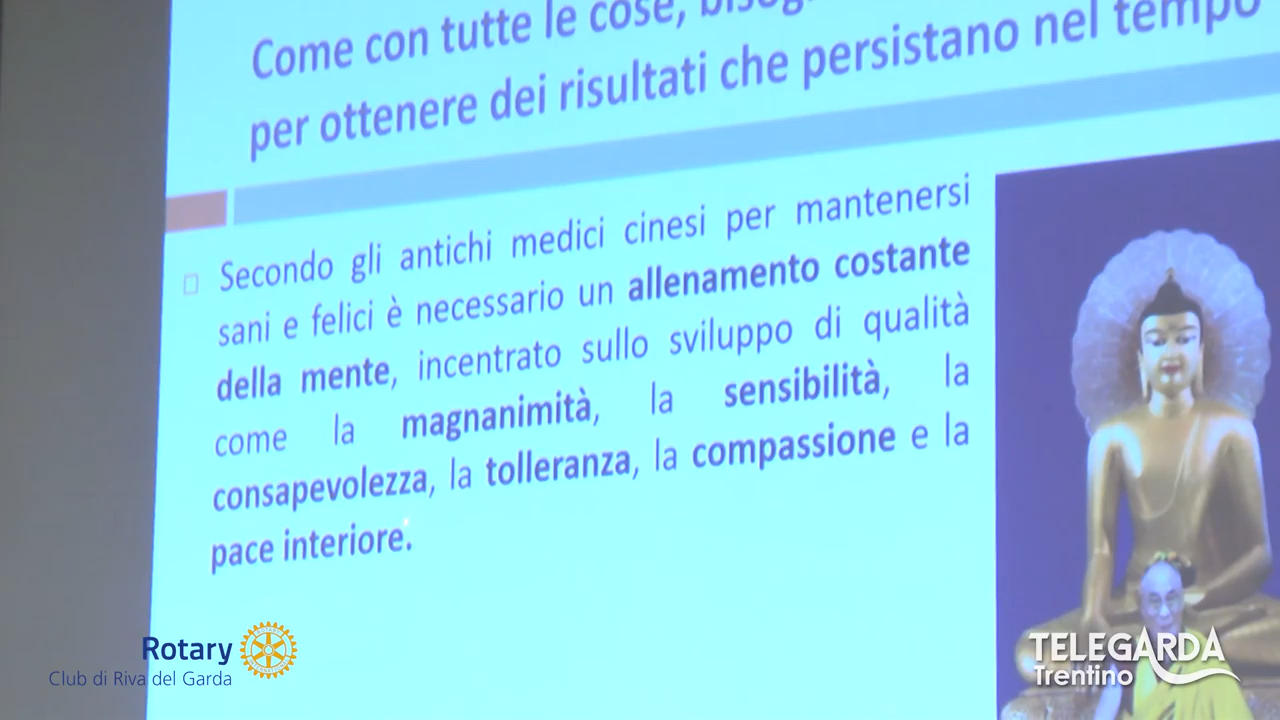 Come con tutte le cose,
per ottenere dei risultati che persistano nel tempo
Secondo gli antichi medici cinesi per mantenersi
sani e felici è necessario un allenamento costante
della mente, incentrato sullo sviluppo di qualità
come la magnanimità, la sensibilità, la
consapevolezza, la tolleranza, la compassione e la
pace interiore.
Rotary
Club di Riva del Garda
TELEGARDA
Trentino